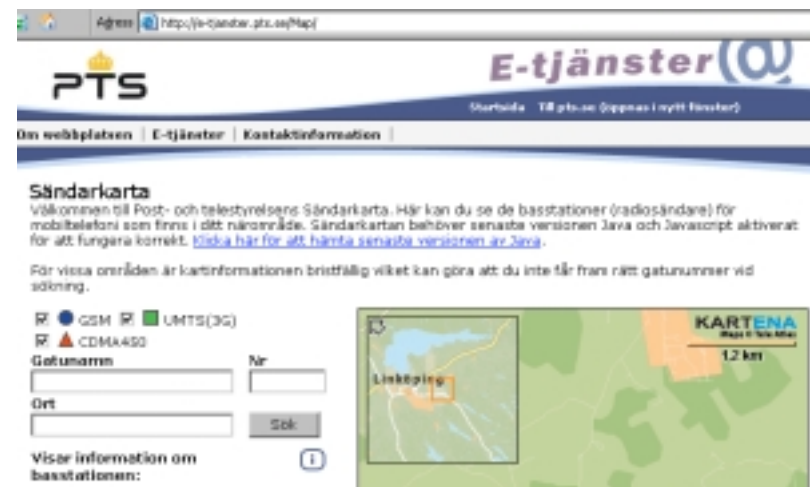 Adress http://e-tjanster.pts.se/Map/
PTS
E-tjänster(@
Startsida Till pts.se (öppnas i nytt fönster)
Om webbplatsen | E-tjänster | Kontaktinformation |
Sändarkarta
Välkommen till Post- och telestyrelsens Sändarkarta. Här kan du se de basstationer (radiosändare) för
mobiltelefoni som finns i ditt närområde. Sändarkartan behöver senaste versionen Java och Javascript aktiverat
för att fungera korrekt. Klicka här för att hämta senaste versionen av Java.
För vissa områden är kartinformationen bristfällig vilket kan göra att du inte får fram rätt gatunummer vid
sökning.
GSM UMTS(3G)
CDMA450
Gatunamn Nr
Ort
Sök
Visar information om
basstationen:
i
Linköping
KARTENA
Maps © Tele Atlas
1.2 km